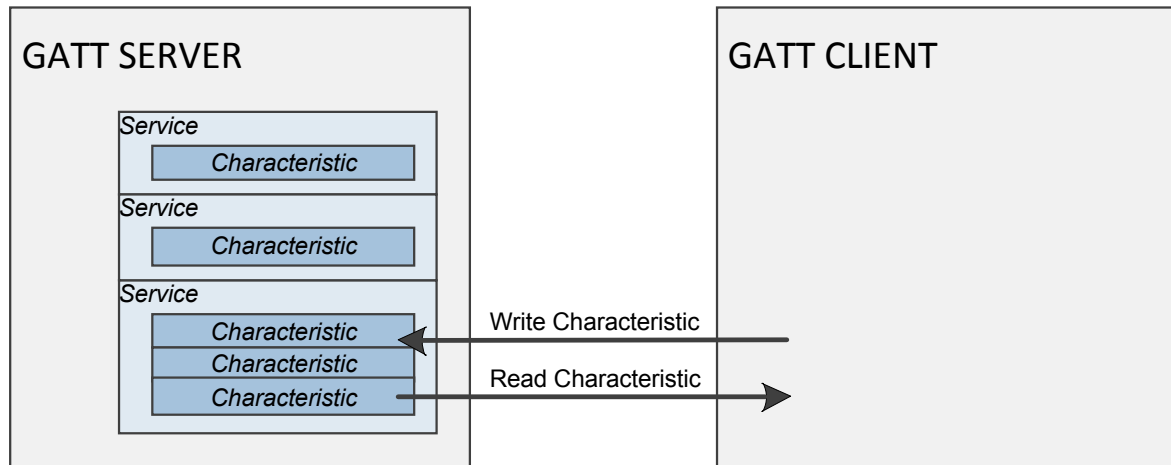 GATT SERVER
GATT CLIENT
Service
Characteristic
Service
Characteristic
Service
Characteristic
Characteristic
Characteristic
Write Characteristic
Read Characteristic